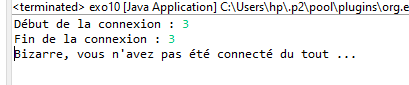 <terminated> exo10 [Java Application] C:\Users\hp\.p2\pool\plugins\org.e
Début de la connexion : 3
Fin de la connexion : 3
Bizarre, vous n'avez pas été connecté du tout ...